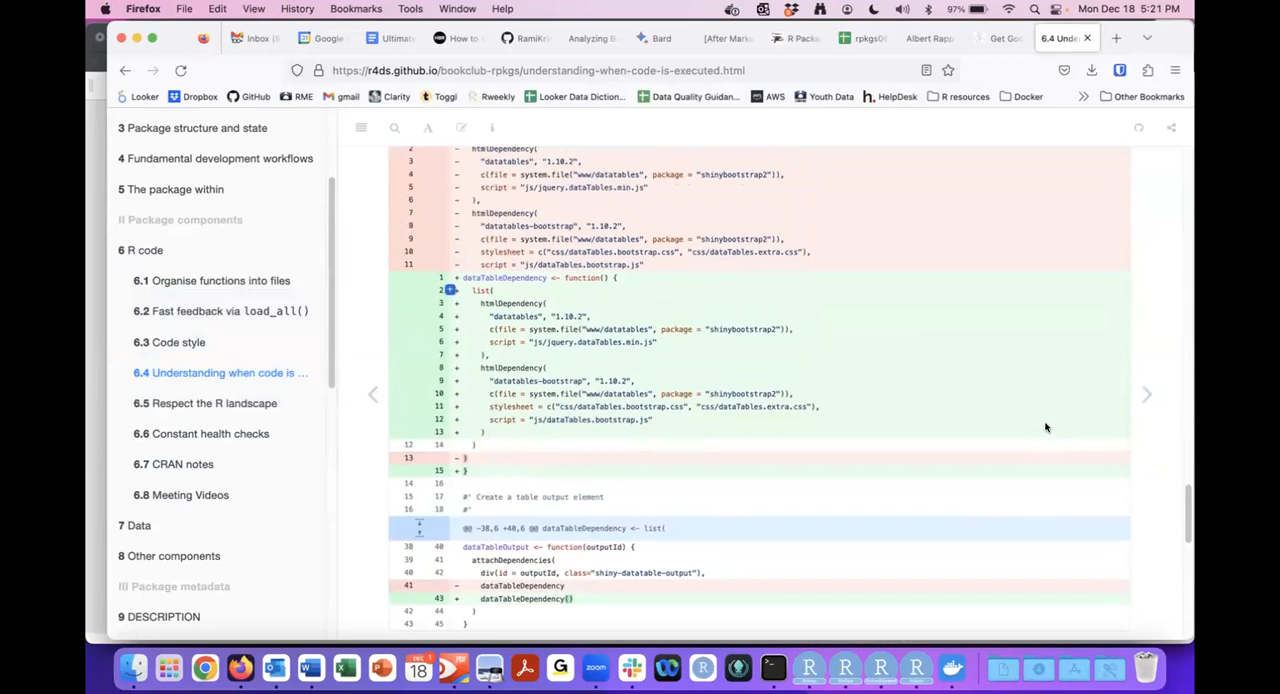 Firefox File Edit View History Bookmarks Tools Window Help 97% Mon Dec 18 5:21 PM
Inbox (6 Google Ultimat How to RamiKri Analyzing B Bard [After Mark R Packa rpkgs06 Albert Rapp Get Goo 6.4 Unde
https://r4ds.github.io/bookclub-rpkgs/understanding-when-code-is-executed.html
Looker Dropbox GitHub RME gmail Clarity Toggl Rweekly Looker Data Diction... Data Quality Guidan... AWS Youth Data HelpDesk R resources Docker Other Bookmarks
3 Package structure and state
4 Fundamental development workflows
5 The package within
II Package components
6 R code
6.1 Organise functions into files
6.2 Fast feedback via load_all()
6.3 Code style
6.4 Understanding when code is ...
6.5 Respect the R landscape
6.6 Constant health checks
6.7 CRAN notes
6.8 Meeting Videos
7 Data
8 Other components
III Package metadata
9 DESCRIPTION
2 - htmlDependency(
3 - "datatables", "1.10.2",
4 - c(file = system.file("www/datatables", package = "shinybootstrap2")),
5 - script = "js/jquery.dataTables.min.js"
6 - ),
7 - htmlDependency(
8 - "datatables-bootstrap", "1.10.2",
9 - c(file = system.file("www/datatables", package = "shinybootstrap2")),
10 - stylesheet = c("css/dataTables.bootstrap.css", "css/dataTables.extra.css"),
11 - script = "js/dataTables.bootstrap.js"
1 + dataTableDependency <- function() {
2 + list(
3 + htmlDependency(
4 + "datatables", "1.10.2",
5 + c(file = system.file("www/datatables", package = "shinybootstrap2")),
6 + script = "js/jquery.dataTables.min.js"
7 + ),
8 + htmlDependency(
9 + "datatables-bootstrap", "1.10.2",
10 + c(file = system.file("www/datatables", package = "shinybootstrap2")),
11 + stylesheet = c("css/dataTables.bootstrap.css", "css/dataTables.extra.css"),
12 + script = "js/dataTables.bootstrap.js"
13 + )
12 14 )
13 - )
15 + }
14 16
15 17 #' Create a table output element
16 18 #'
@@ -38,6 +40,6 @@ dataTableDependency <- list(
38 40 dataTableOutput <- function(outputId) {
39 41 attachDependencies(
40 42 div(id = outputId, class="shiny-datatable-output"),
41 - dataTableDependency
43 + dataTableDependency()
42 44 )
43 45 }
DEC 18 zoom